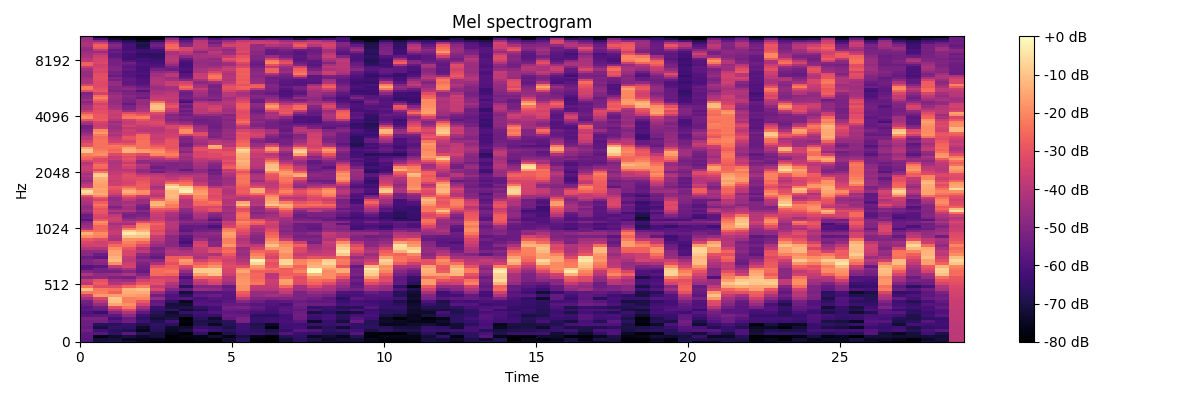 Mel spectrogram
Hz
8192
4096
2048
1024
512
0
0 5 10 15 20 25
Time
+0 dB
-10 dB
-20 dB
-30 dB
-40 dB
-50 dB
-60 dB
-70 dB
-80 dB